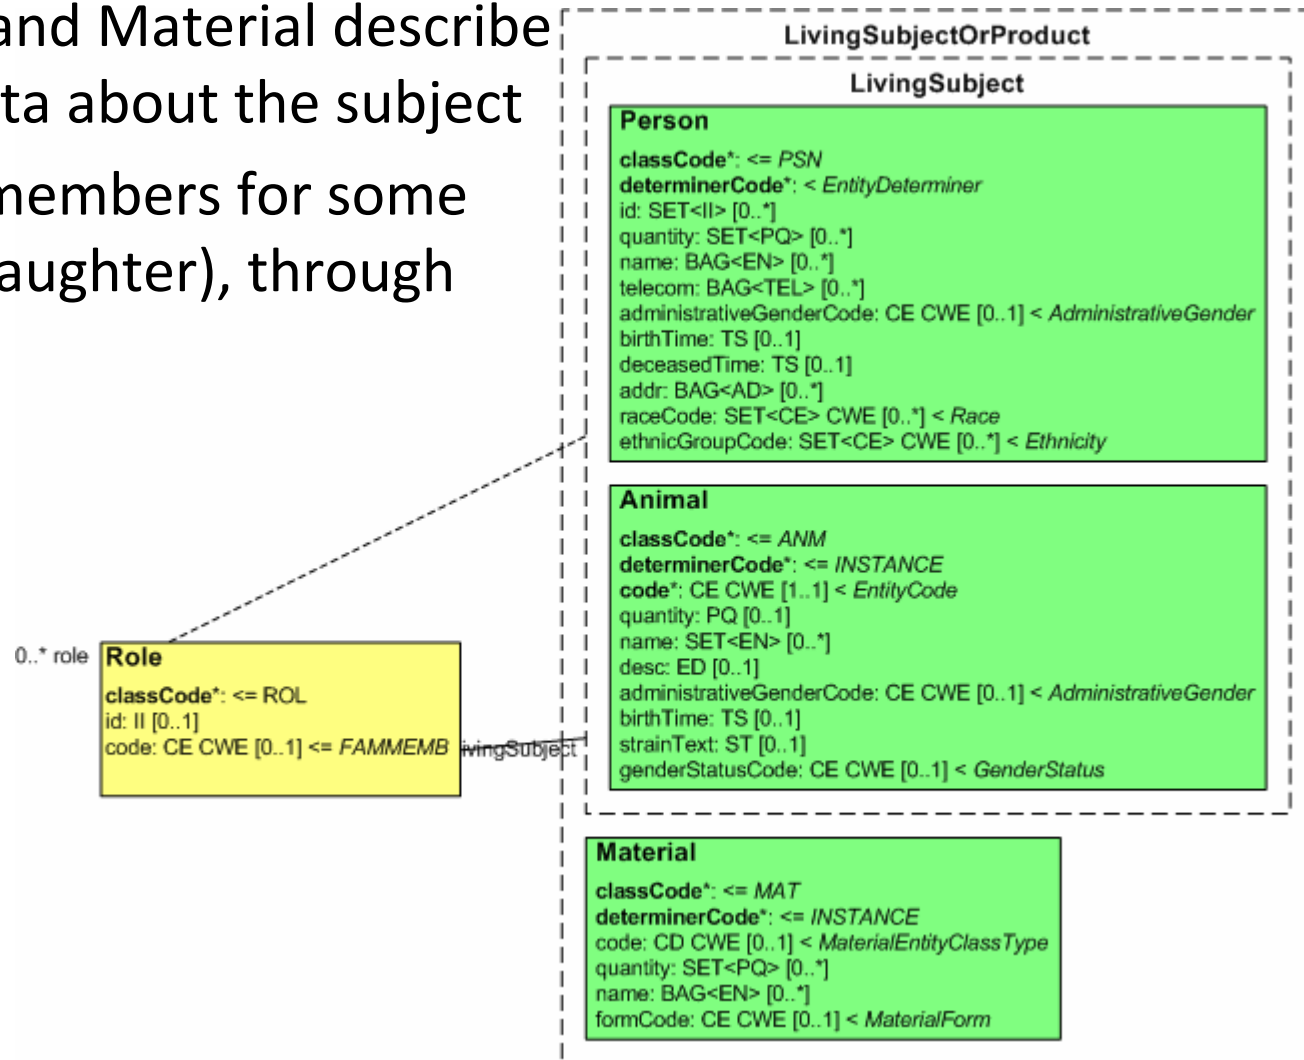 and Material describe
ta about the subject
members for some
aughter), through
LivingSubjectOrProduct
LivingSubject
Person
classCode*: <= PSN
determinerCode*: < EntityDeterminer
id: SET<II> [0..*]
quantity: SET<PQ> [0..*]
name: BAG<EN> [0..*]
telecom: BAG<TEL> [0..*]
administrativeGenderCode: CE CWE [0..1] < AdministrativeGender
birthTime: TS [0..1]
deceasedTime: TS [0..1]
addr: BAG<AD> [0..*]
raceCode: SET<CE> CWE [0..*] < Race
ethnicGroupCode: SET<CE> CWE [0..*] < Ethnicity
Animal
classCode*: <= ANM
determinerCode*: <= INSTANCE
code*: CE CWE [1..1] < EntityCode
quantity: PQ [0..1]
name: SET<EN> [0..*]
desc: ED [0..1]
administrativeGenderCode: CE CWE [0..1] < AdministrativeGender
birthTime: TS [0..1]
strainText: ST [0..1]
genderStatusCode: CE CWE [0..1] < GenderStatus
0..* role
Role
classCode*: <= ROL
id: II [0..1]
code: CE CWE [0..1] <= FAMMEMB
ivingSubject
Material
classCode*: <= MAT
determinerCode*: <= INSTANCE
code: CD CWE [0..1] < MaterialEntityClassType
quantity: SET<PQ> [0..*]
name: BAG<EN> [0..*]
formCode: CE CWE [0..1] < MaterialForm